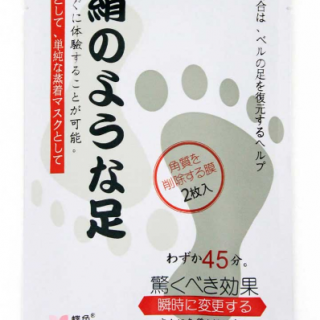 合は、ベルの足を復元するヘルプ
絹のような足
くに体験することが可能。
として、単純な蒸着マスクとして
角質を
削除する膜
2枚入
わずか45分。
驚くべき効果
瞬時に変更する